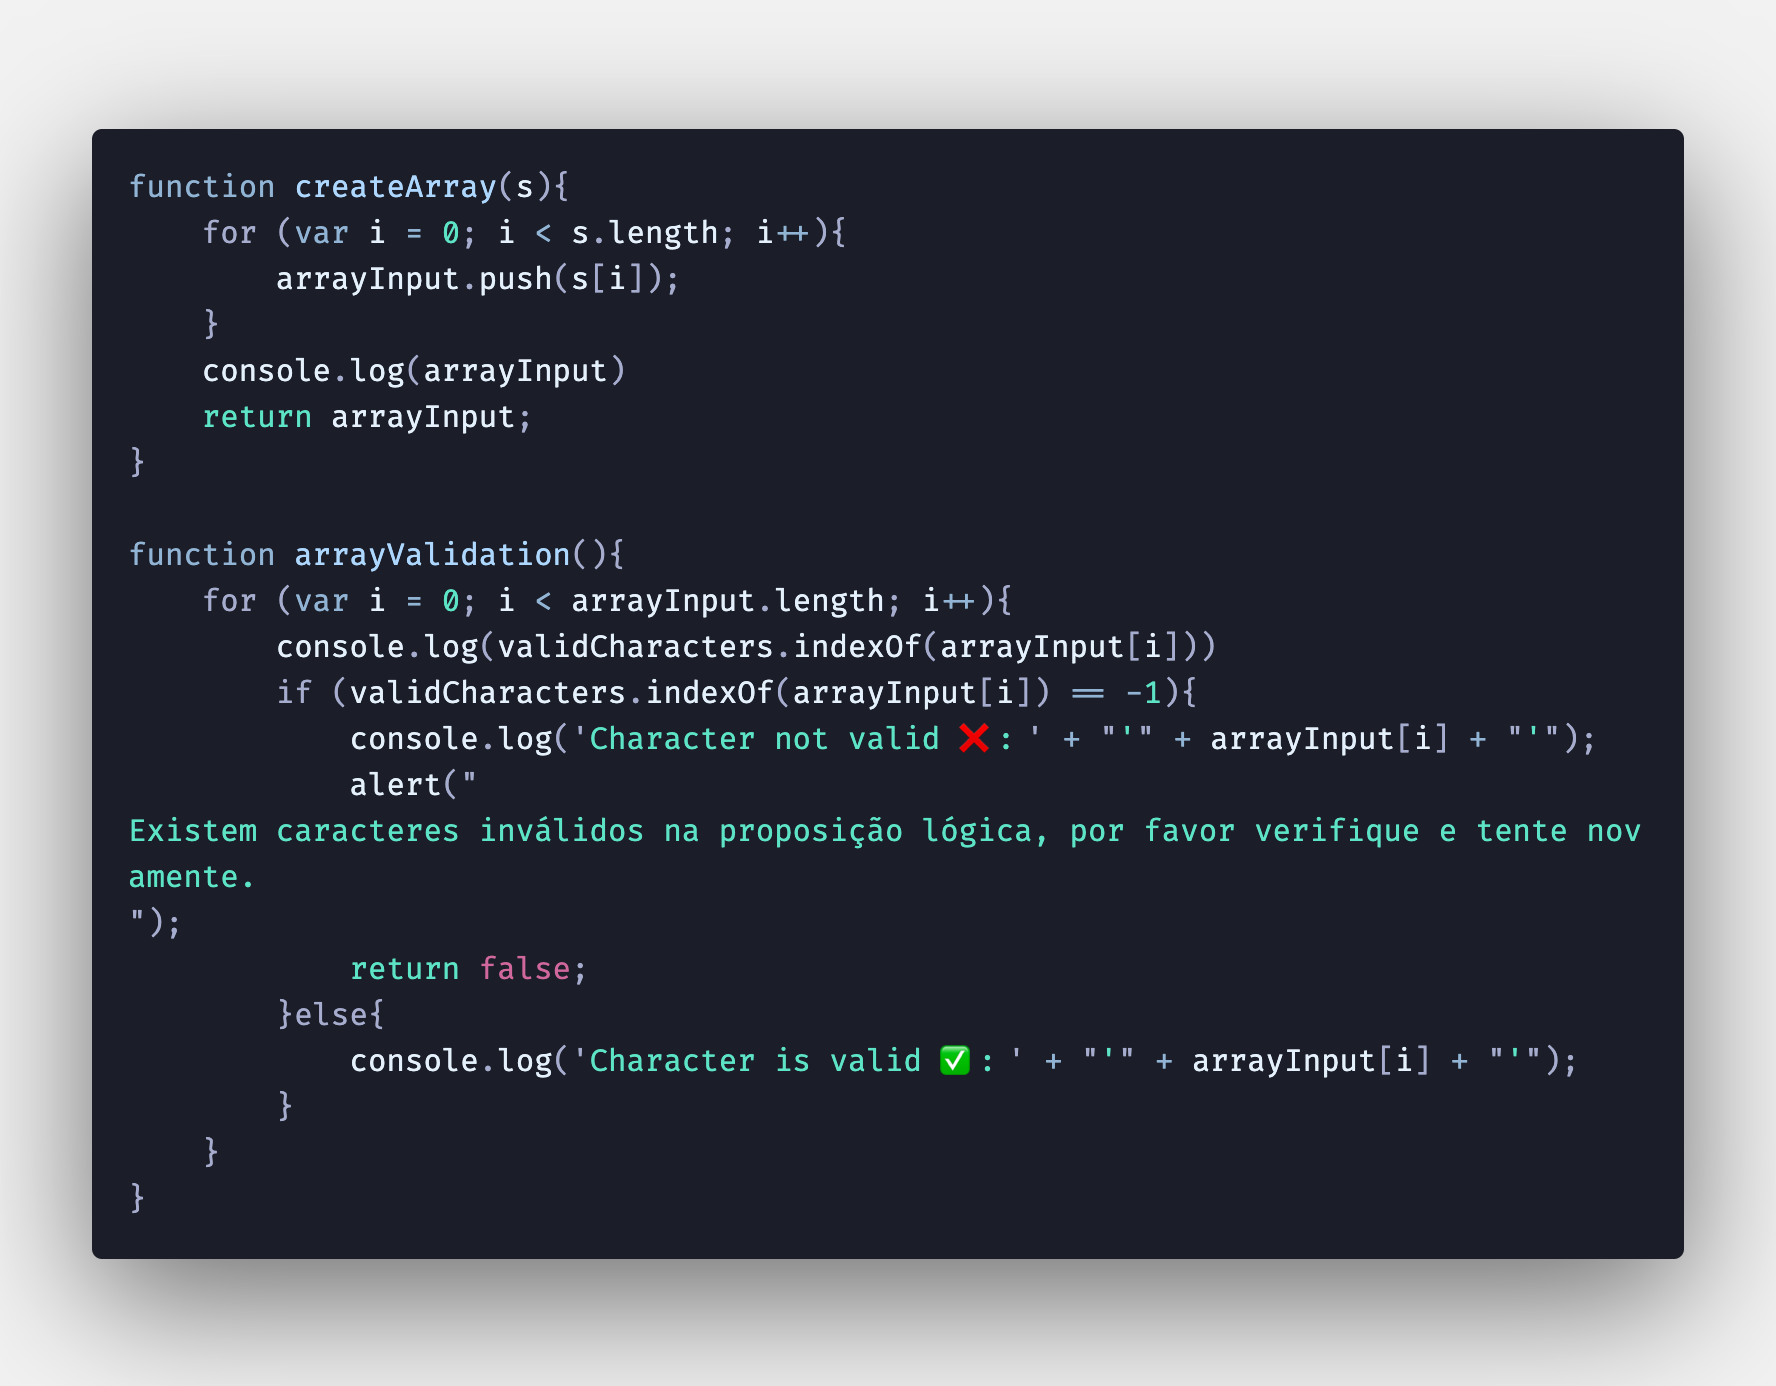 function createArray(s){
    for (var i = 0; i < s.length; i++){
        arrayInput.push(s[i]);
    }
    console.log(arrayInput)
    return arrayInput;
}

function arrayValidation(){
    for (var i = 0; i < arrayInput.length; i++){
        console.log(validCharacters.indexOf(arrayInput[i]))
        if (validCharacters.indexOf(arrayInput[i]) == -1){
            console.log('Character not valid ❌: ' + "'" + arrayInput[i] + "'");
            alert("
Existem caracteres inválidos na proposição lógica, por favor verifique e tente nov
amente.
");
            return false;
        }else{
            console.log('Character is valid ✅: ' + "'" + arrayInput[i] + "'");
        }
    }
}